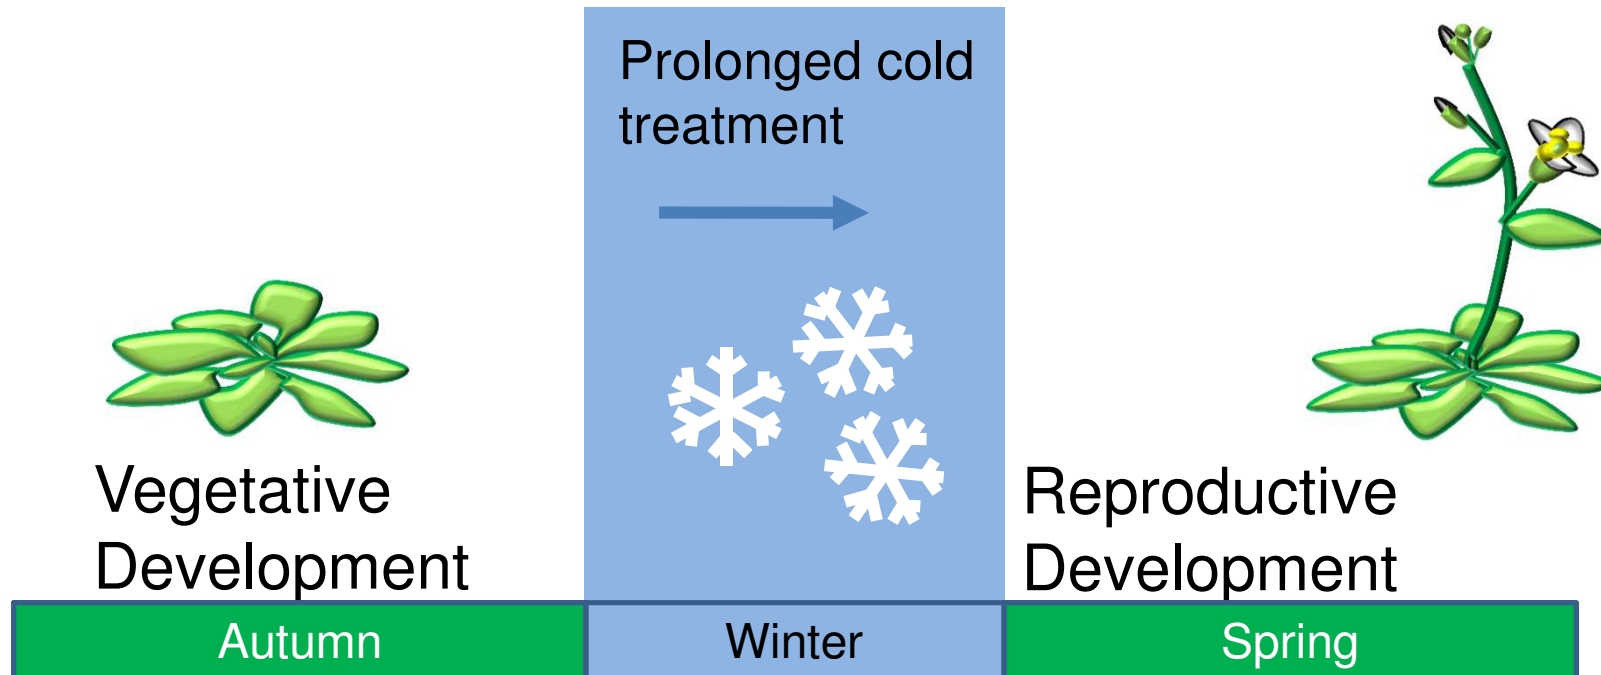 Prolonged cold
treatment
Vegetative
Development
Reproductive
Development
Autumn
Winter
Spring